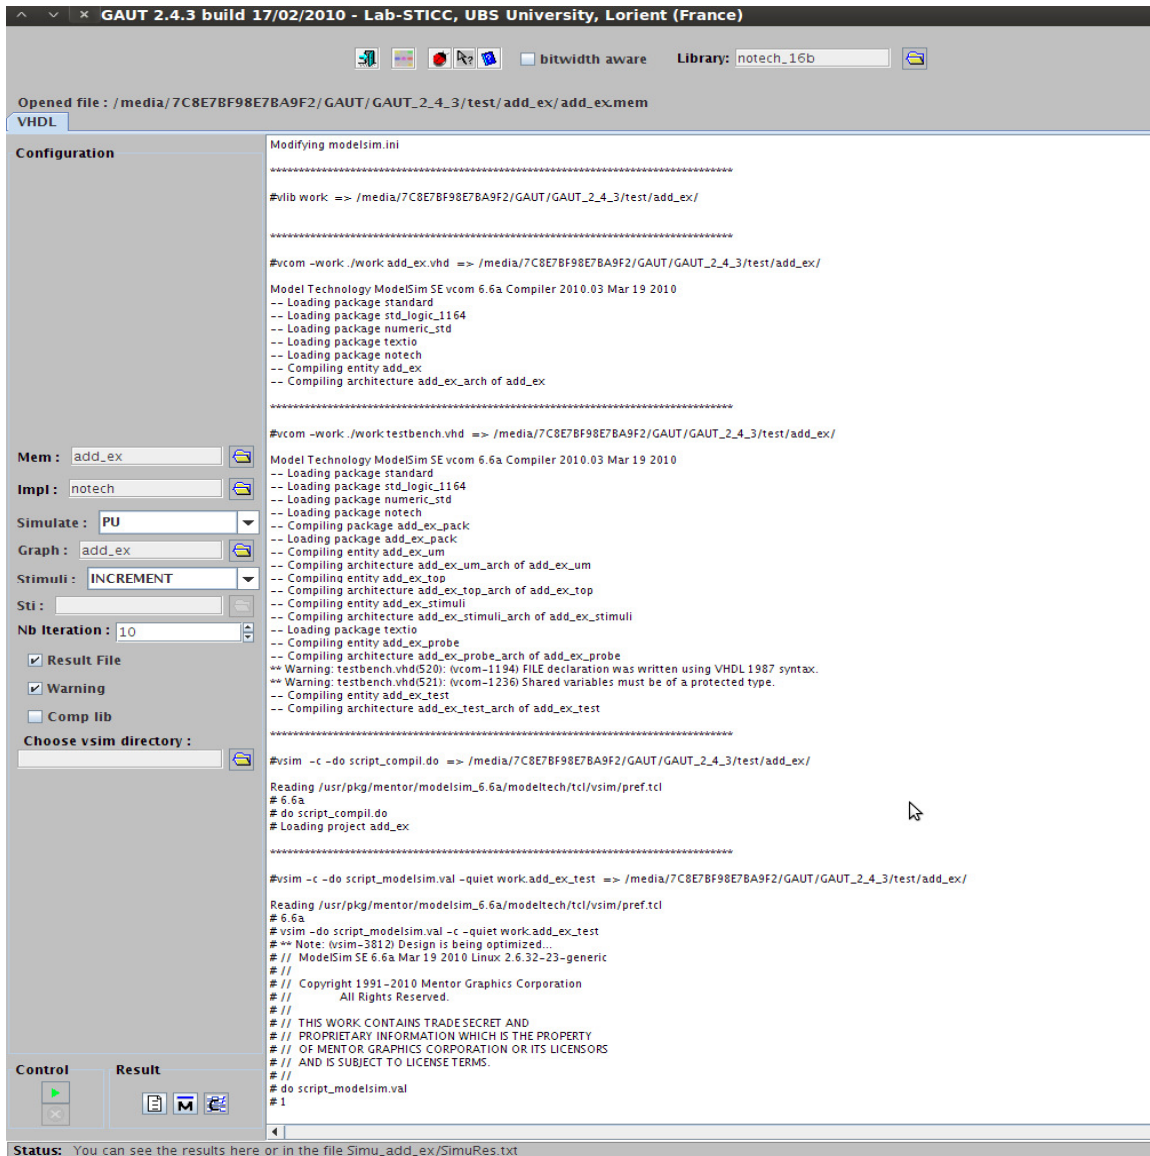 GAUT 2.4.3 build 17/02/2010 - Lab-STICC, UBS University, Lorient (France)
bitwidth aware
Library: notech_16b
Opened file : /media/7C8E7BF98E7BA9F2/GAUT/GAUT_2_4_3/test/add_ex/add_ex.mem
VHDL
Configuration
Mem : add_ex
Impl : notech
Simulate : PU
Graph : add_ex
Stimuli : INCREMENT
Sti :
Nb Iteration : 10
Result File
Warning
Comp lib
Choose vsim directory :
Control
Result
Modifying modelsim.ini
**********************************************************************************
#vlib work => /media/7C8E7BF98E7BA9F2/GAUT/GAUT_2_4_3/test/add_ex/
**********************************************************************************
#vcom -work ./work add_ex.vhd => /media/7C8E7BF98E7BA9F2/GAUT/GAUT_2_4_3/test/add_ex/
Model Technology ModelSim SE vcom 6.6a Compiler 2010.03 Mar 19 2010
-- Loading package standard
-- Loading package std_logic_1164
-- Loading package numeric_std
-- Loading package textio
-- Loading package notech
-- Compiling entity add_ex
-- Compiling architecture add_ex_arch of add_ex
**********************************************************************************
#vcom -work ./work testbench.vhd => /media/7C8E7BF98E7BA9F2/GAUT/GAUT_2_4_3/test/add_ex/
Model Technology ModelSim SE vcom 6.6a Compiler 2010.03 Mar 19 2010
-- Loading package standard
-- Loading package std_logic_1164
-- Loading package numeric_std
-- Loading package notech
-- Compiling package add_ex_pack
-- Loading package add_ex_pack
-- Compiling entity add_ex_um
-- Compiling architecture add_ex_um_arch of add_ex_um
-- Compiling entity add_ex_top
-- Compiling architecture add_ex_top_arch of add_ex_top
-- Compiling entity add_ex_stimuli
-- Compiling architecture add_ex_stimuli_arch of add_ex_stimuli
-- Loading package textio
-- Compiling entity add_ex_probe
-- Compiling architecture add_ex_probe_arch of add_ex_probe
** Warning: testbench.vhd(520): (vcom-1194) FILE declaration was written using VHDL 1987 syntax.
** Warning: testbench.vhd(521): (vcom-1236) Shared variables must be of a protected type.
-- Compiling entity add_ex_test
-- Compiling architecture add_ex_test_arch of add_ex_test
**********************************************************************************
#vsim -c -do script_compil.do => /media/7C8E7BF98E7BA9F2/GAUT/GAUT_2_4_3/test/add_ex/
Reading /usr/pkg/mentor/modelsim_6.6a/modeltech/tcl/vsim/pref.tcl
# 6.6a
# do script_compil.do
# Loading project add_ex
**********************************************************************************
#vsim -c -do script_modelsim.val -quiet work.add_ex_test => /media/7C8E7BF98E7BA9F2/GAUT/GAUT_2_4_3/test/add_ex/
Reading /usr/pkg/mentor/modelsim_6.6a/modeltech/tcl/vsim/pref.tcl
# 6.6a
# vsim -do script_modelsim.val -c -quiet work.add_ex_test
# ** Note: (vsim-3812) Design is being optimized...
# // ModelSim SE 6.6a Mar 19 2010 Linux 2.6.32-23-generic
# //
# // Copyright 1991-2010 Mentor Graphics Corporation
# // All Rights Reserved.
# //
# // THIS WORK CONTAINS TRADE SECRET AND
# // PROPRIETARY INFORMATION WHICH IS THE PROPERTY
# // OF MENTOR GRAPHICS CORPORATION OR ITS LICENSORS
# // AND IS SUBJECT TO LICENSE TERMS.
# //
# do script_modelsim.val
# 1
Status: You can see the results here or in the file Simu_add_ex/SimuRes.txt